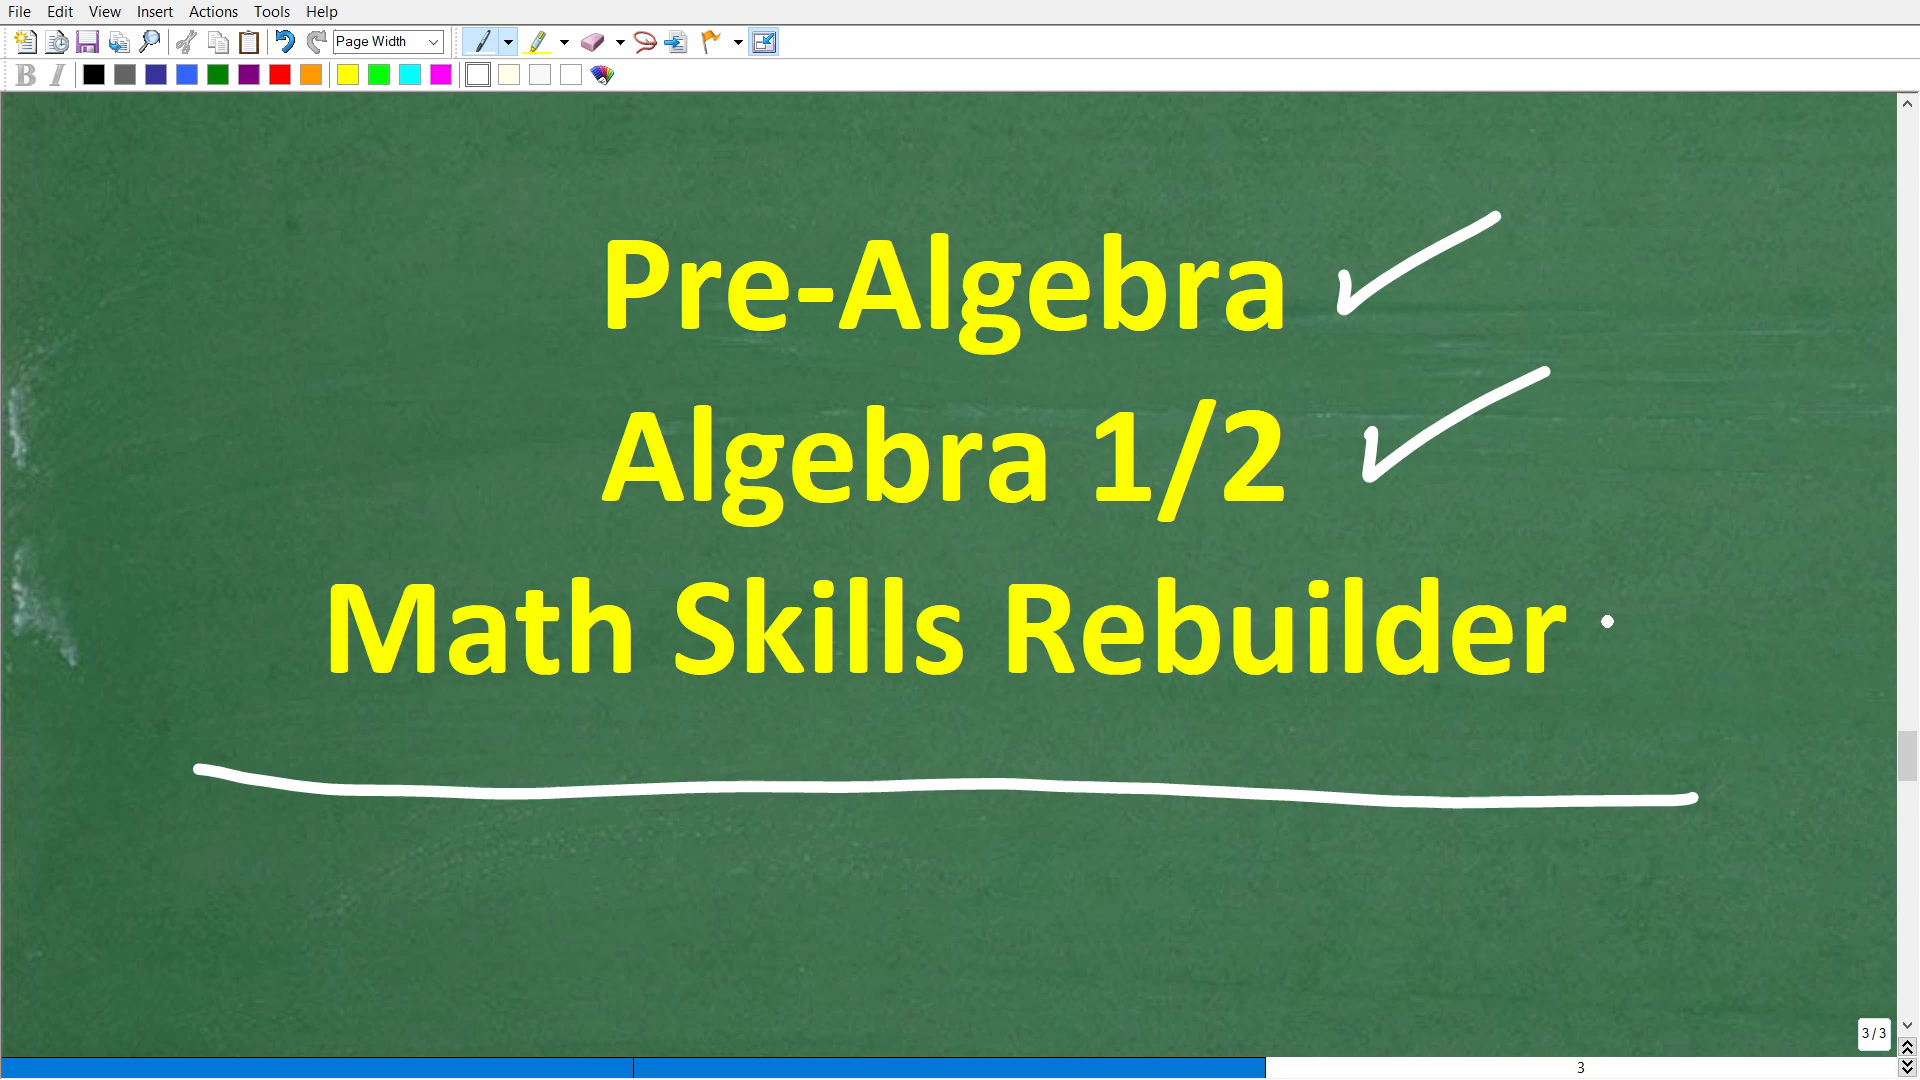 File Edit View Insert Actions Tools Help
Page Width
B I
Pre-Algebra
Algebra 1/2
Math Skills Rebuilder
3 / 3
3